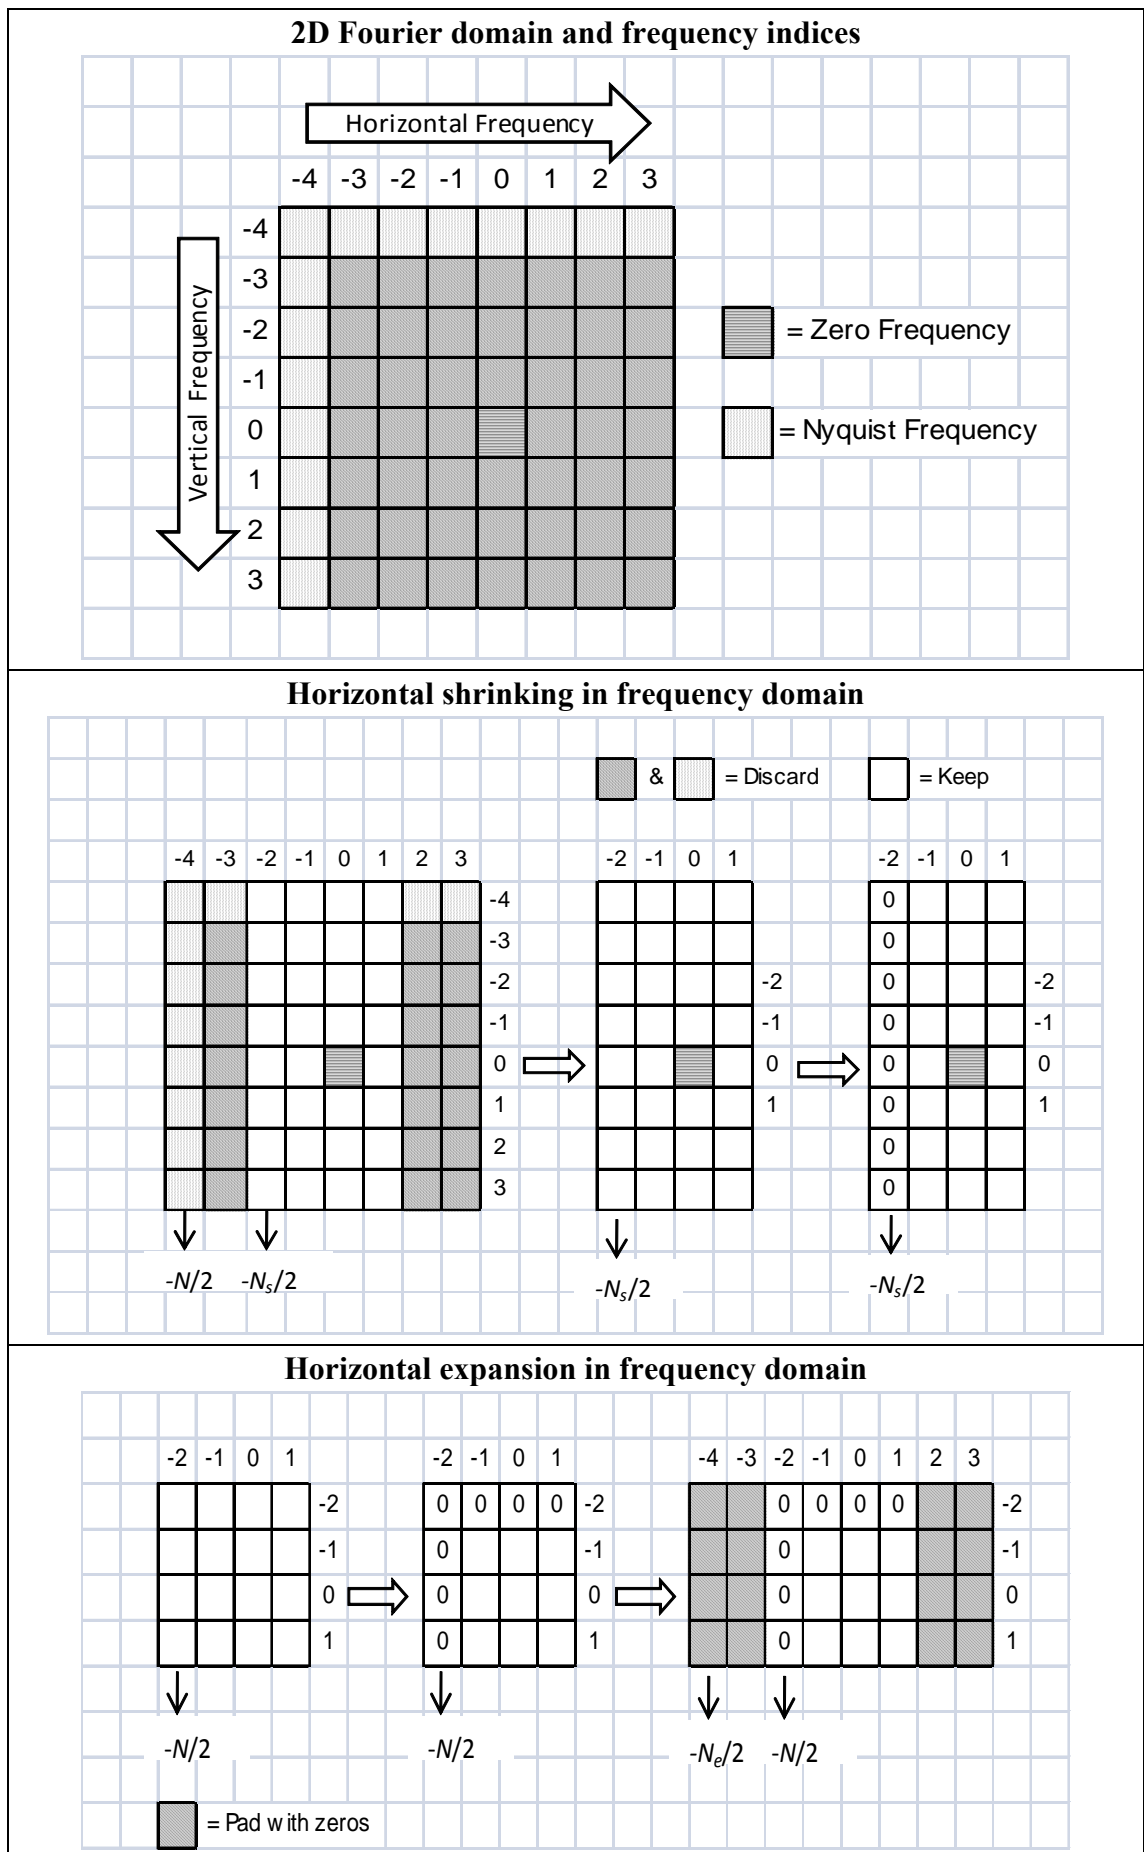 2D Fourier domain and frequency indices
Horizontal Frequency
-4 -3 -2 -1 0 1 2 3
Vertical Frequency
-4
-3
-2
-1
0
1
2
3
= Zero Frequency
= Nyquist Frequency
Horizontal shrinking in frequency domain
& = Discard = Keep
-4 -3 -2 -1 0 1 2 3
-4
-3
-2
-1
0
1
2
3
-N/2 -Ns/2
-2 -1 0 1
-2
-1
0
1
-Ns/2
-2 -1 0 1
0
0
0 -2
0 -1
0 0
0 1
0
0
-Ns/2
Horizontal expansion in frequency domain
-2 -1 0 1
-2
-1
0
1
-N/2
-2 -1 0 1
0 0 0 0 -2
0 -1
0 0
0 1
-N/2
-4 -3 -2 -1 0 1 2 3
0 0 0 0 -2
0 -1
0 0
0 1
-Ne/2 -N/2
= Pad with zeros